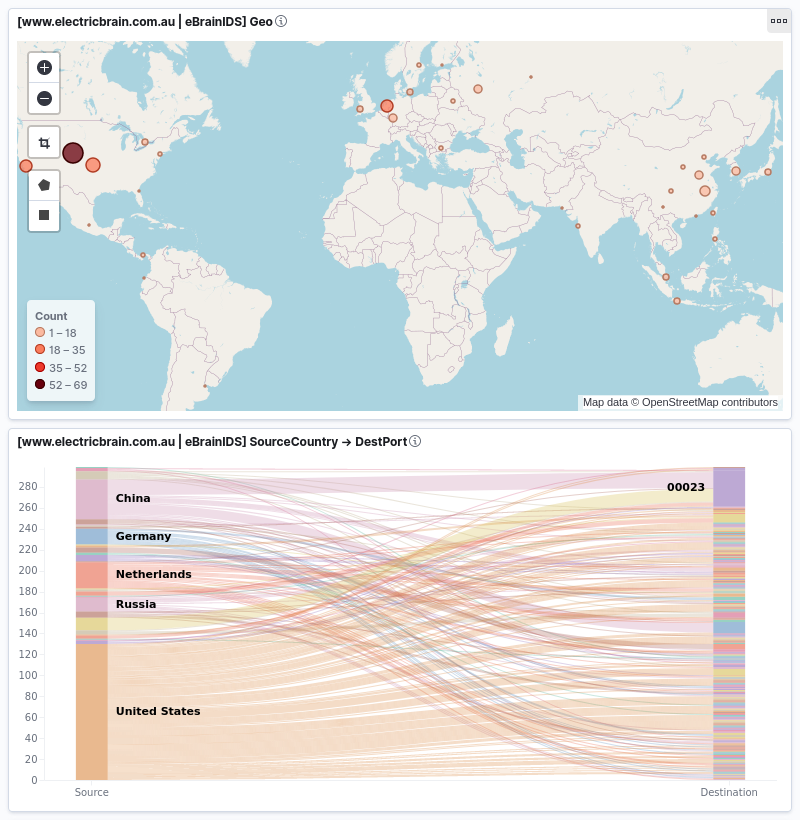 [www.electricbrain.com.au | eBrainIDS] Geo
Count
1 – 18
18 – 35
35 – 52
52 – 69
Map data © OpenStreetMap contributors
[www.electricbrain.com.au | eBrainIDS] SourceCountry → DestPort
280
260
240
220
200
180
160
140
120
100
80
60
40
20
0
China
Germany
Netherlands
Russia
United States
00023
Source
Destination